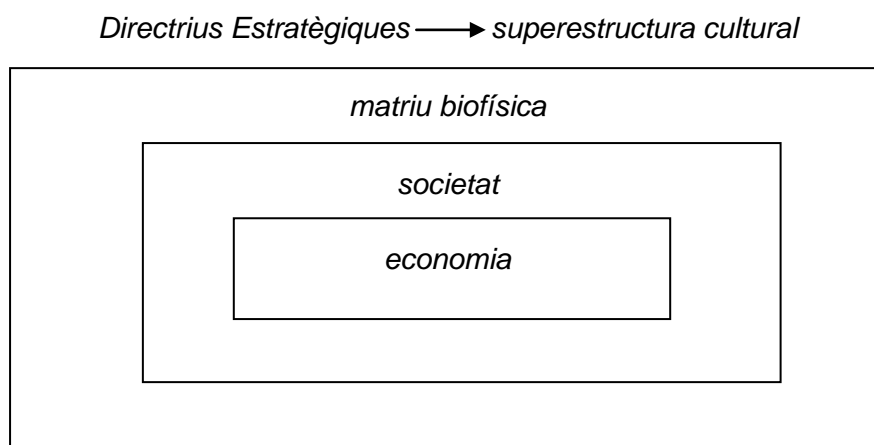 Directrius Estratègiques → superestructura cultural
matriu biofísica
societat
economia